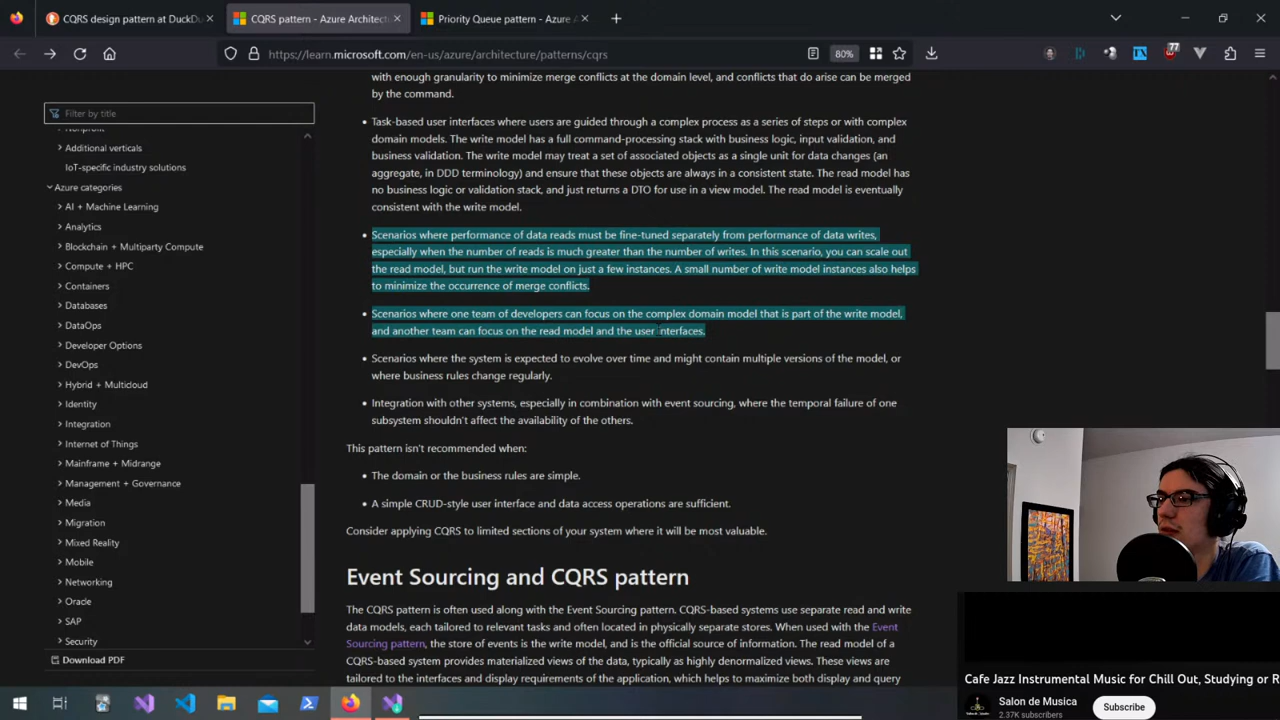 CQRS design pattern at DuckDu
CQRS pattern - Azure Architect
Priority Queue pattern - Azure A
https://learn.microsoft.com/en-us/azure/architecture/patterns/cqrs
80%
77
Filter by title
Nonprofit
Additional verticals
IoT-specific industry solutions
Azure categories
AI + Machine Learning
Analytics
Blockchain + Multiparty Compute
Compute + HPC
Containers
Databases
DataOps
Developer Options
DevOps
Hybrid + Multicloud
Identity
Integration
Internet of Things
Mainframe + Midrange
Management + Governance
Media
Migration
Mixed Reality
Mobile
Networking
Oracle
SAP
Security
Download PDF
with enough granularity to minimize merge conflicts at the domain level, and conflicts that do arise can be merged
by the command.
• Task-based user interfaces where users are guided through a complex process as a series of steps or with complex
domain models. The write model has a full command-processing stack with business logic, input validation, and
business validation. The write model may treat a set of associated objects as a single unit for data changes (an
aggregate, in DDD terminology) and ensure that these objects are always in a consistent state. The read model has
no business logic or validation stack, and just returns a DTO for use in a view model. The read model is eventually
consistent with the write model.
• Scenarios where performance of data reads must be fine-tuned separately from performance of data writes,
especially when the number of reads is much greater than the number of writes. In this scenario, you can scale out
the read model, but run the write model on just a few instances. A small number of write model instances also helps
to minimize the occurrence of merge conflicts.
• Scenarios where one team of developers can focus on the complex domain model that is part of the write model,
and another team can focus on the read model and the user interfaces.
• Scenarios where the system is expected to evolve over time and might contain multiple versions of the model, or
where business rules change regularly.
• Integration with other systems, especially in combination with event sourcing, where the temporal failure of one
subsystem shouldn't affect the availability of the others.
This pattern isn't recommended when:
• The domain or the business rules are simple.
• A simple CRUD-style user interface and data access operations are sufficient.
Consider applying CQRS to limited sections of your system where it will be most valuable.
Event Sourcing and CQRS pattern
The CQRS pattern is often used along with the Event Sourcing pattern. CQRS-based systems use separate read and write
data models, each tailored to relevant tasks and often located in physically separate stores. When used with the Event
Sourcing pattern, the store of events is the write model, and is the official source of information. The read model of a
CQRS-based system provides materialized views of the data, typically as highly denormalized views. These views are
tailored to the interfaces and display requirements of the application, which helps to maximize both display and query
Cafe Jazz Instrumental Music for Chill Out, Studying or R
Salon de Musica
2.37K subscribers
Subscribe